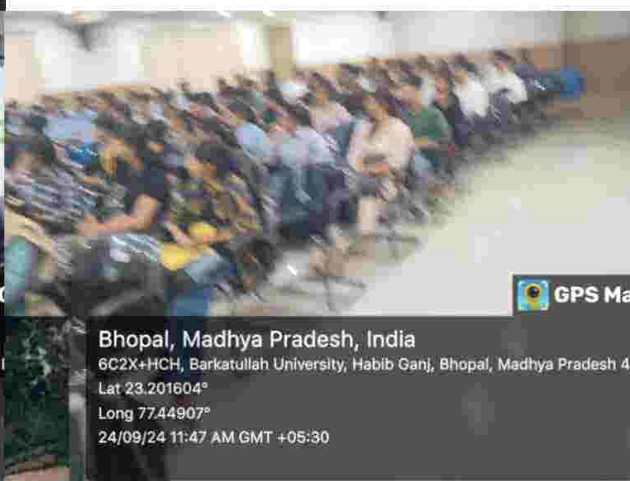 GPS Ma
Bhopal, Madhya Pradesh, India
6C2X+HCH, Barkatullah University, Habib Ganj, Bhopal, Madhya Pradesh 4
Lat 23.201604°
Long 77.44907°
24/09/24 11:47 AM GMT +05:30